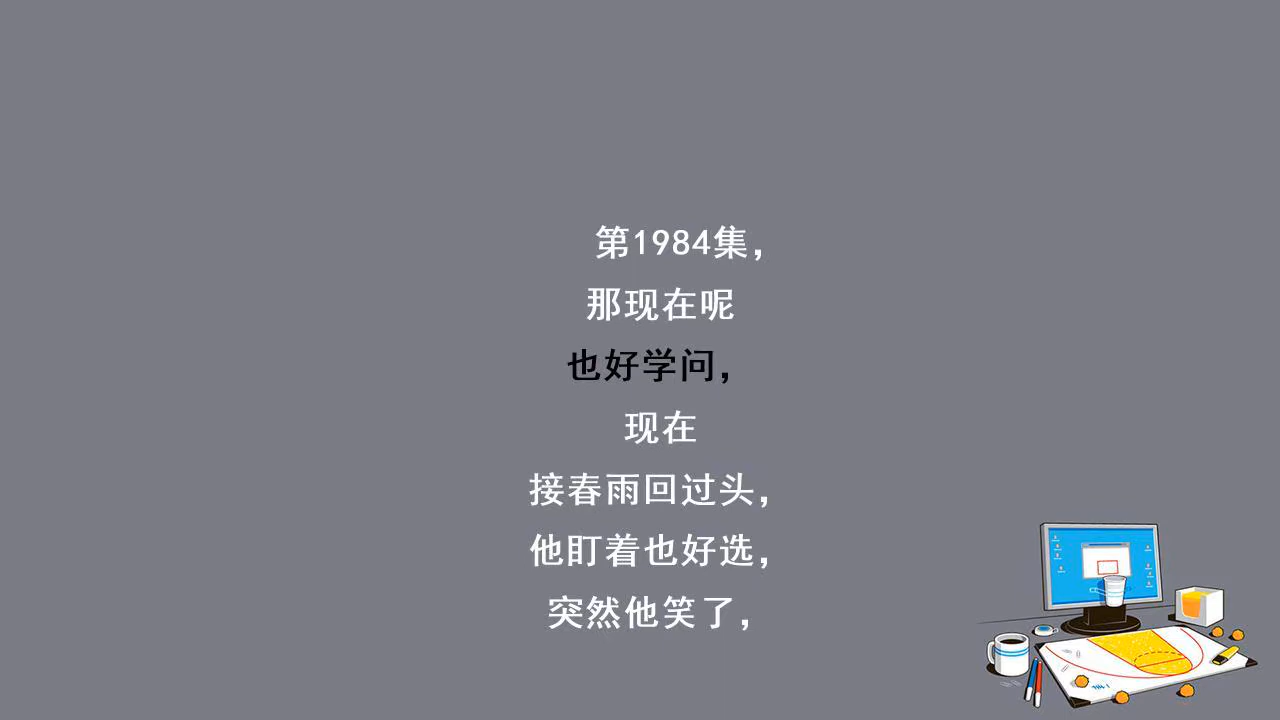 第1984集，
那现在呢
也好学问，
现在
接春雨回过头，
他盯着也好选，
突然他笑了，